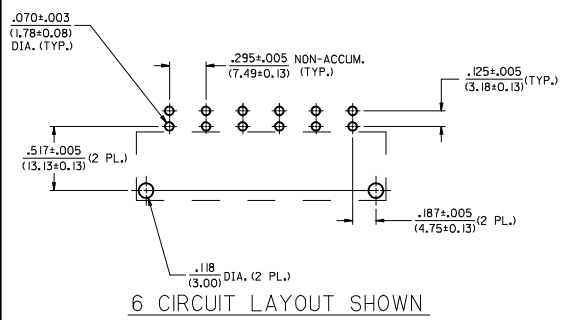 .070±.003
(1.78±0.08)
DIA. (TYP.)
.295±.005 NON-ACCUM.
(7.49±0.13) (TYP.)
.125±.005 (TYP.)
(3.18±0.13)
.517±.005 (2 PL.)
(13.13±0.13)
.187±.005 (2 PL.)
(4.75±0.13)
.118 DIA. (2 PL.)
(3.00)
6 CIRCUIT LAYOUT SHOWN